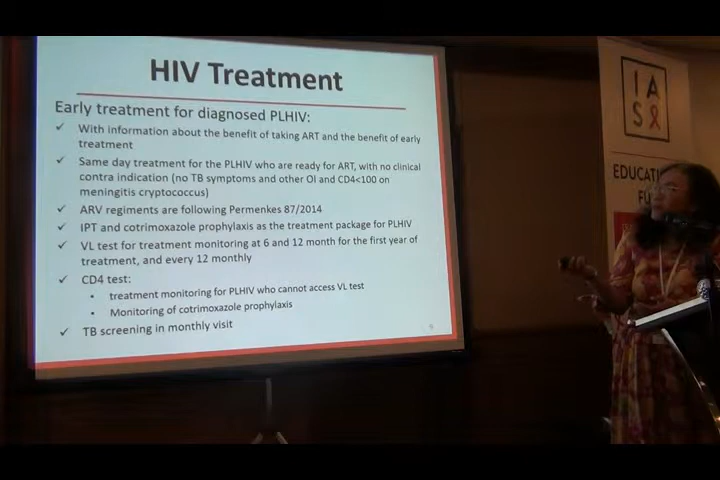 HIV Treatment
Early treatment for diagnosed PLHIV:
✓ With information about the benefit of taking ART and the benefit of early
treatment
✓ Same day treatment for the PLHIV who are ready for ART, with no clinical
contra indication (no TB symptoms and other OI and CD4<100 on
meningitis cryptococcus)
✓ ARV regiments are following Permenkes 87/2014
✓ IPT and cotrimoxazole prophylaxis as the treatment package for PLHIV
✓ VL test for treatment monitoring at 6 and 12 month for the first year of
treatment, and every 12 monthly
✓ CD4 test:
• treatment monitoring for PLHIV who cannot access VL test
• Monitoring of cotrimoxazole prophylaxis
✓ TB screening in monthly visit
IAS